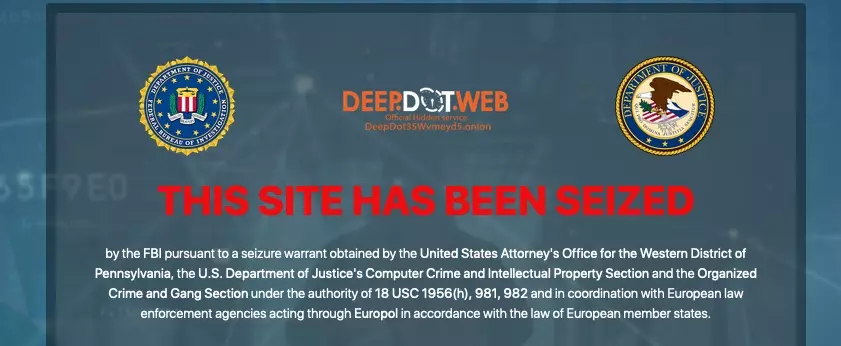 DEPARTMENT OF JUSTICE
FEDERAL BUREAU OF INVESTIGATION
DEEP.DOT.WEB
Official Hidden Service
DeepDot35Wvmeyd5.onion
DEPARTMENT OF JUSTICE
65F9E0
THIS SITE HAS BEEN SEIZED
by the FBI pursuant to a seizure warrant obtained by the United States Attorney's Office for the Western District of
Pennsylvania, the U.S. Department of Justice's Computer Crime and Intellectual Property Section and the Organized
Crime and Gang Section under the authority of 18 USC 1956(h), 981, 982 and in coordination with European law
enforcement agencies acting through Europol in accordance with the law of European member states.